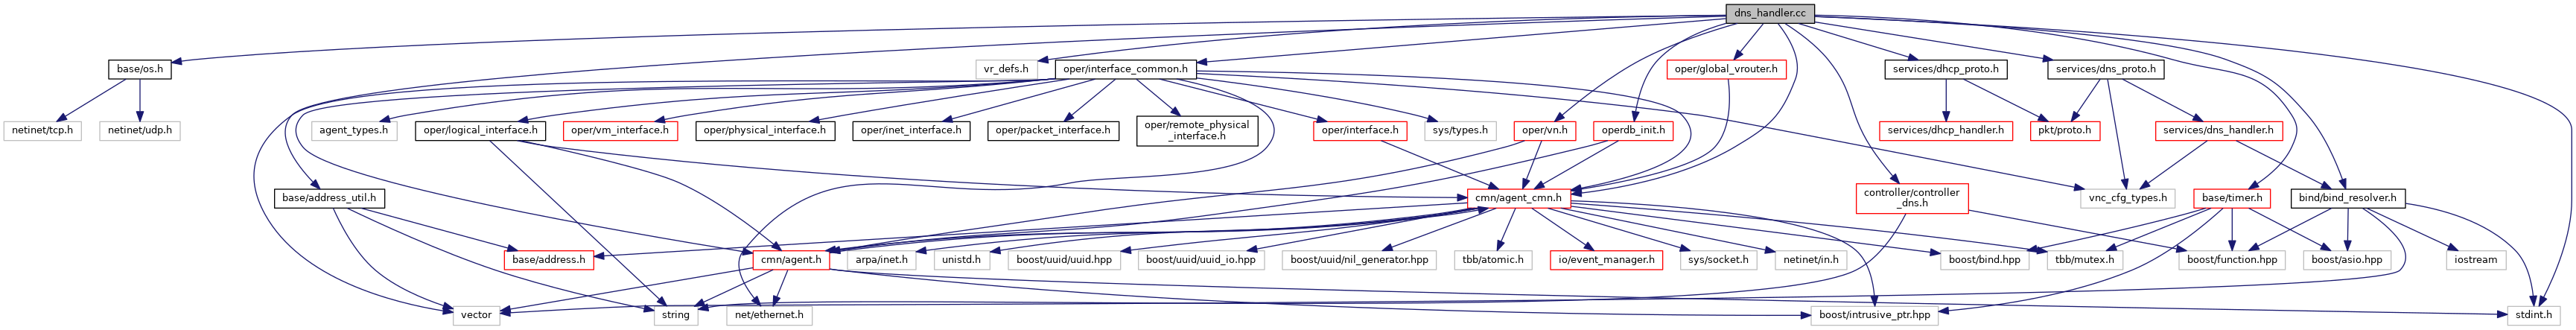 dns_handler.cc
base/os.h
vr_defs.h
oper/interface_common.h
oper/global_vrouter.h
services/dhcp_proto.h
services/dns_proto.h
netinet/tcp.h
netinet/udp.h
agent_types.h
oper/logical_interface.h
oper/vm_interface.h
oper/physical_interface.h
oper/inet_interface.h
oper/packet_interface.h
oper/remote_physical
_interface.h
oper/interface.h
sys/types.h
oper/vn.h
operdb_init.h
services/dhcp_handler.h
pkt/proto.h
services/dns_handler.h
base/address_util.h
cmn/agent_cmn.h
controller/controller
_dns.h
vnc_cfg_types.h
base/timer.h
bind/bind_resolver.h
base/address.h
cmn/agent.h
arpa/inet.h
unistd.h
boost/uuid/uuid.hpp
boost/uuid/uuid_io.hpp
boost/uuid/nil_generator.hpp
tbb/atomic.h
io/event_manager.h
sys/socket.h
netinet/in.h
boost/bind.hpp
tbb/mutex.h
boost/function.hpp
boost/asio.hpp
iostream
vector
string
net/ethernet.h
boost/intrusive_ptr.hpp
stdint.h